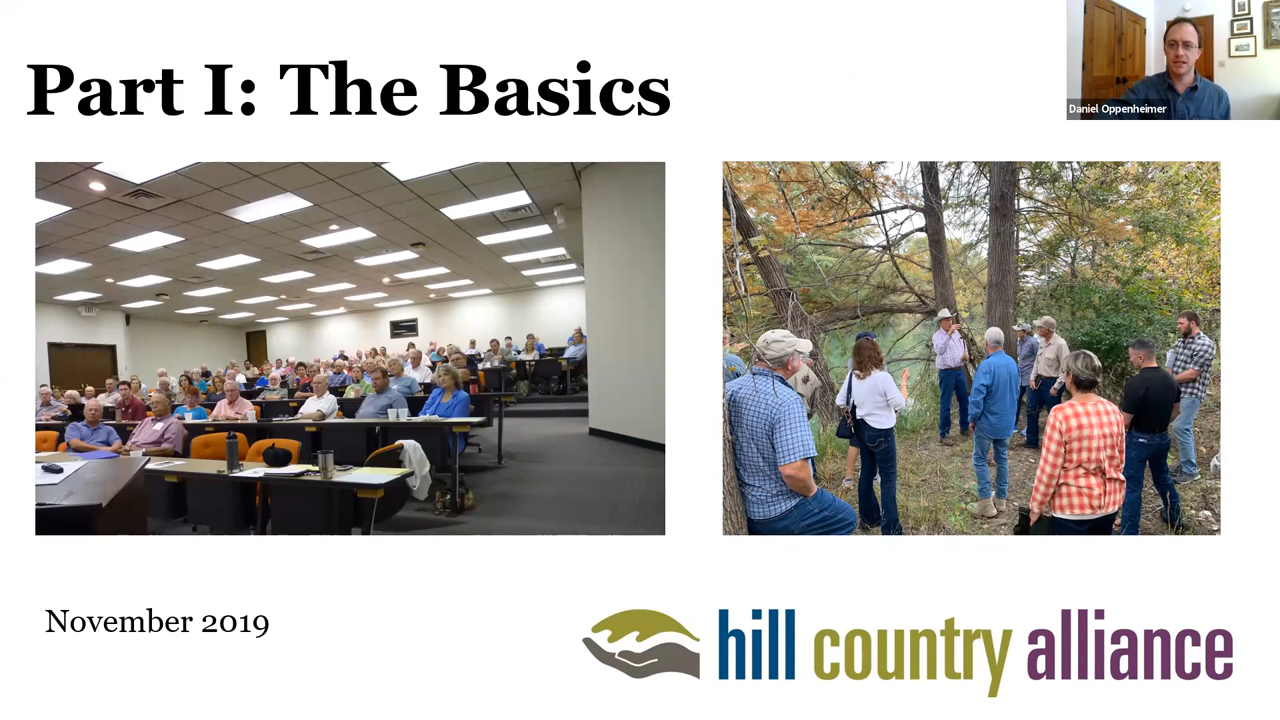 Part I: The Basics
Daniel Oppenheimer
November 2019
hill country alliance